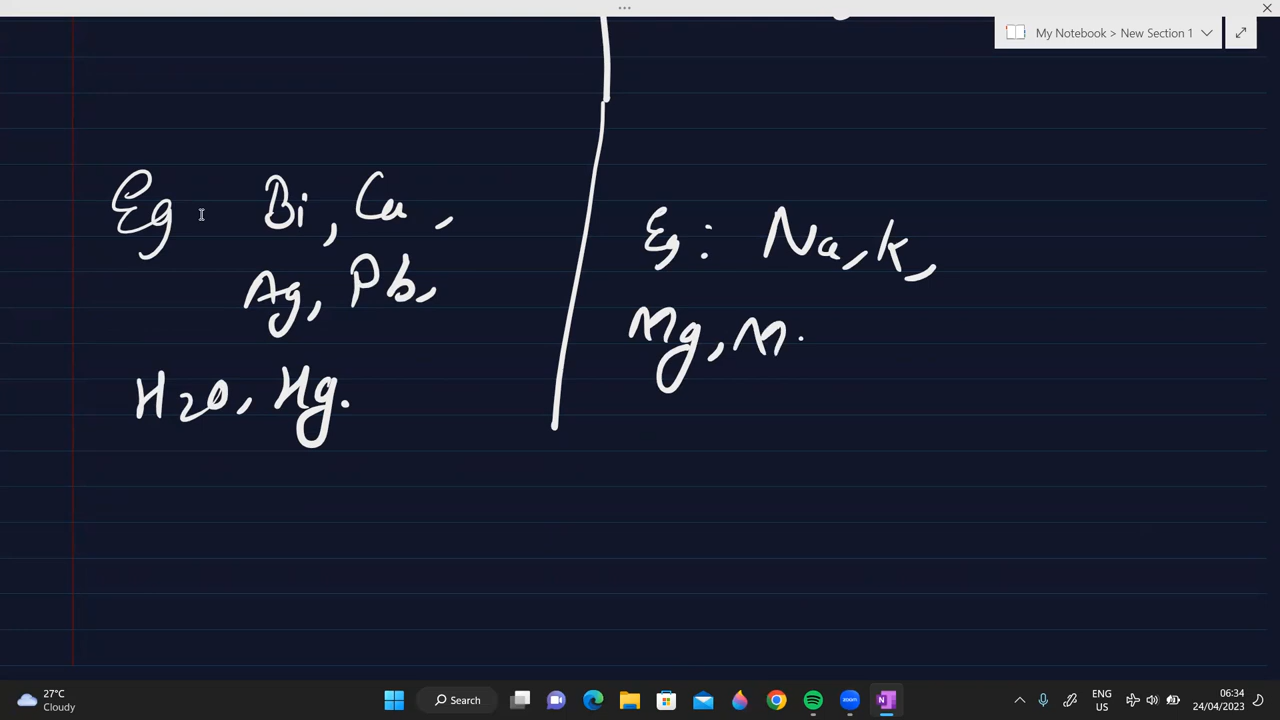 My Notebook > New Section 1
Eg : Bi, Cu,
Ag, Pb,
H2O, Hg.
Eg : Na, K,
Mg, M.
27°C
Cloudy
Search
zoom
ENG
US
06:34
24/04/2023